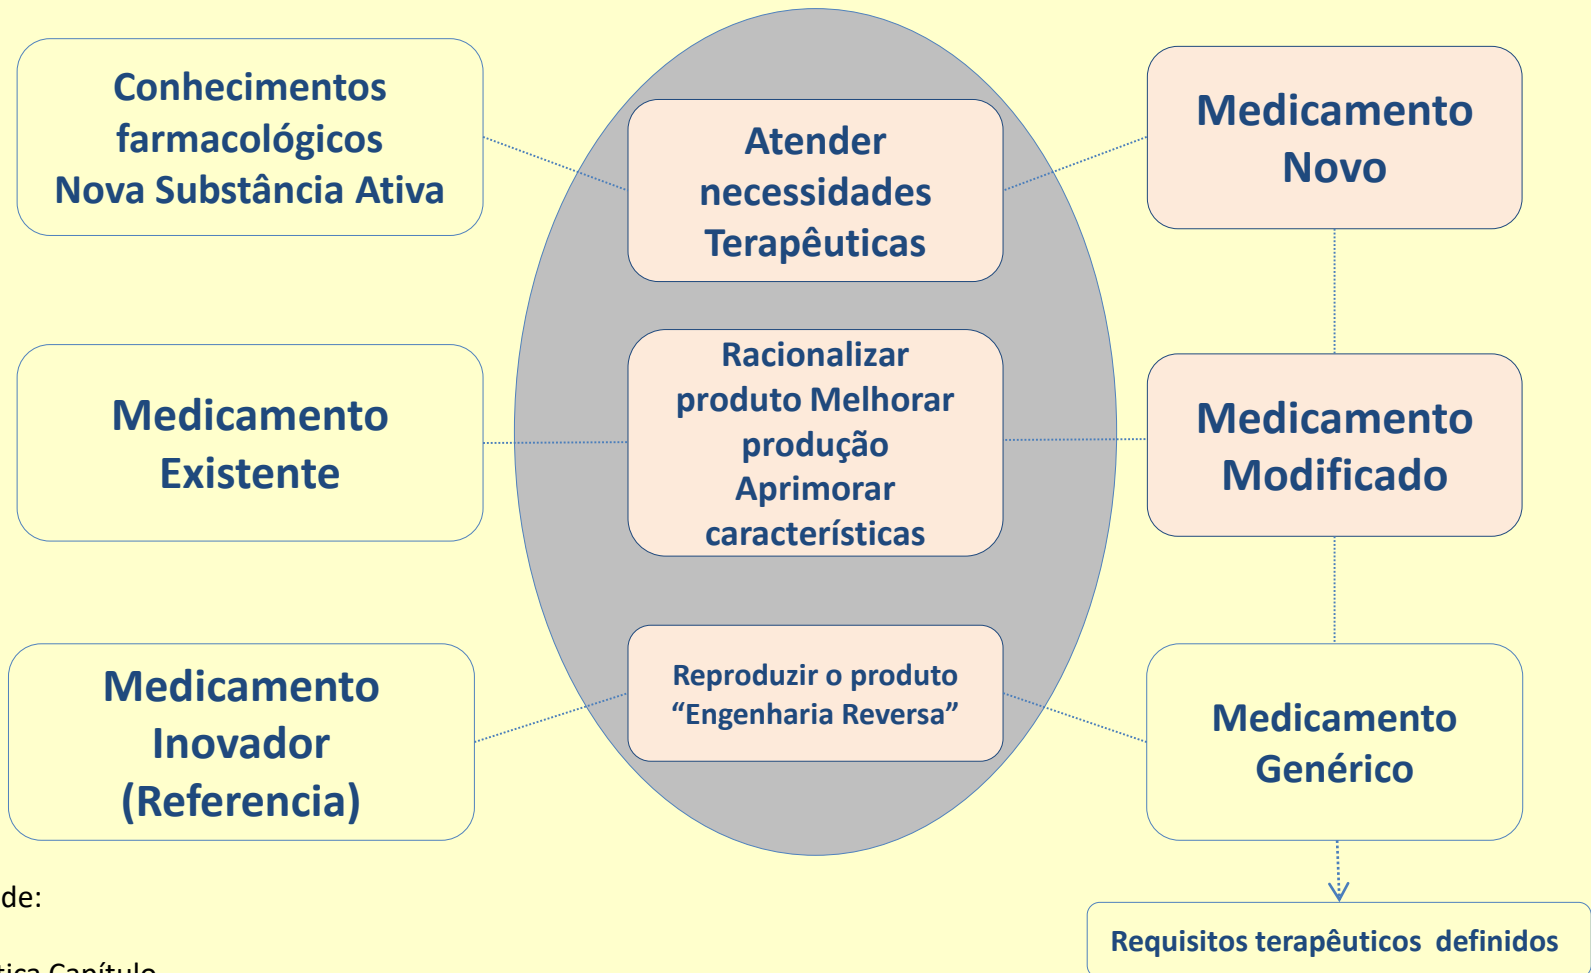 Conhecimentos
farmacológicos
Nova Substância Ativa
Atender
necessidades
Terapêuticas
Medicamento
Novo
Medicamento
Existente
Racionalizar
produto Melhorar
produção
Aprimorar
características
Medicamento
Modificado
Medicamento
Inovador
(Referencia)
Reproduzir o produto
“Engenharia Reversa”
Medicamento
Genérico
de:
Requisitos terapêuticos definidos
Capítulo